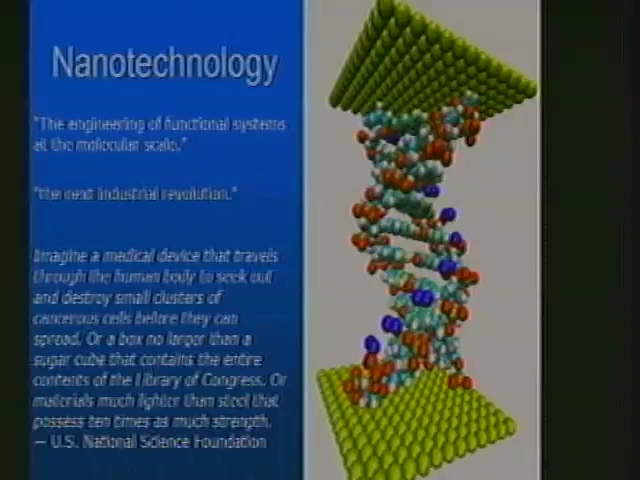 Nanotechnology
"The engineering of functional systems
at the molecular scale."
"the next industrial revolution."
Imagine a medical device that travels
through the human body to seek out
and destroy small clusters of
cancerous cells before they can
spread. Or a box no larger than a
sugar cube that contains the entire
contents of the Library of Congress. Or
materials much lighter than steel that
possess ten times as much strength.
— U.S. National Science Foundation